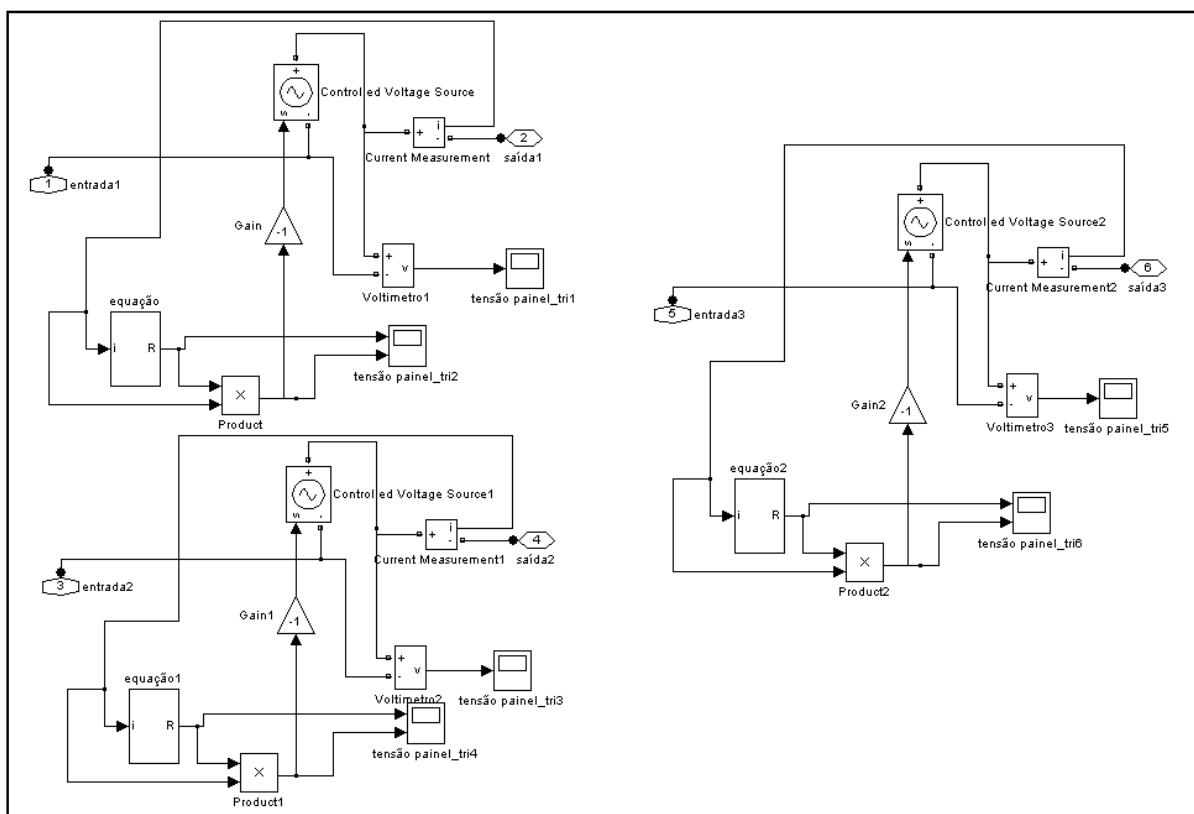 +
s
-
Controlled Voltage Source
+
i
-
Current Measurement
2
saída1
1
entrada1
Gain
-1
+
-
v
Voltimetro1
tensão painel_tri1
equação
i
R
tensão painel_tri2
×
Product
+
s
-
Controlled Voltage Source1
+
i
-
Current Measurement1
4
saída2
3
entrada2
Gain1
-1
+
-
v
Voltimetro2
tensão painel_tri3
equação1
i
R
tensão painel_tri4
×
Product1
+
s
-
Controlled Voltage Source2
+
i
-
Current Measurement2
6
saída3
5
entrada3
Gain2
-1
+
-
v
Voltimetro3
tensão painel_tri5
equação2
i
R
tensão painel_tri6
×
Product2